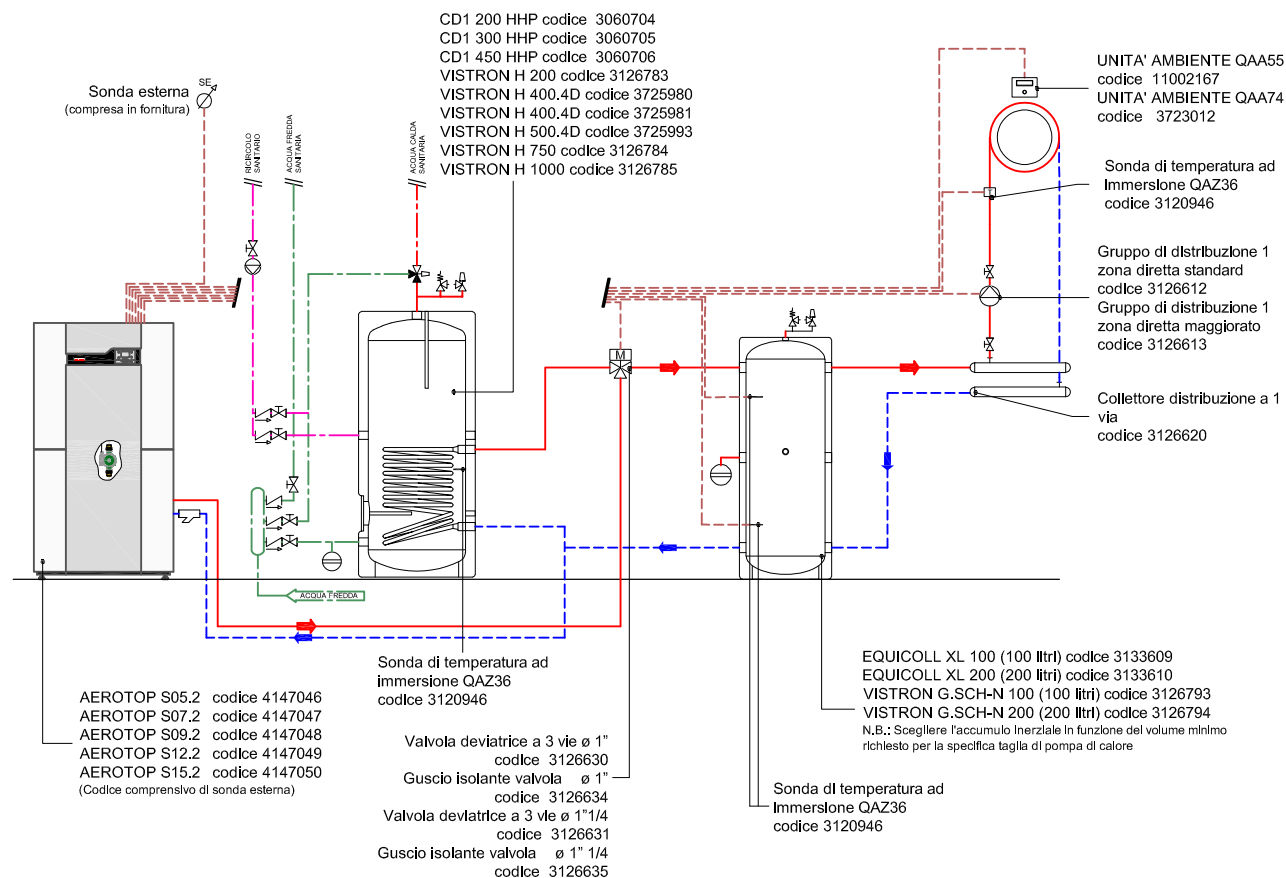 CD1 200 HHP codice 3060704
CD1 300 HHP codice 3060705
CD1 450 HHP codice 3060706
VISTRON H 200 codice 3126783
VISTRON H 400.4D codice 3725980
VISTRON H 400.4D codice 3725981
VISTRON H 500.4D codice 3725993
VISTRON H 750 codice 3126784
VISTRON H 1000 codice 3126785
SE
Sonda esterna
(compresa in fornitura)
RICIRCOLO
SANITARIO
ACQUA FREDDA
SANITARIA
ACQUA CALDA
SANITARIA
UNITA' AMBIENTE QAA55
codice 11002167
UNITA' AMBIENTE QAA74
codice 3723012
T
Sonda di temperatura ad
Immersione QAZ36
codice 3120946
Gruppo di distribuzione 1
zona diretta standard
codice 3126612
Gruppo di distribuzione 1
zona diretta maggiorato
codice 3126613
M
Collettore distribuzione a 1
via
codice 3126620
ACQUA FREDDA
Sonda di temperatura ad
immersione QAZ36
codice 3120946
AEROTOP S05.2 codice 4147046
AEROTOP S07.2 codice 4147047
AEROTOP S09.2 codice 4147048
AEROTOP S12.2 codice 4147049
AEROTOP S15.2 codice 4147050
(Codice comprensivo di sonda esterna)
Valvola deviatrice a 3 vie ø 1"
codice 3126630
Guscio isolante valvola ø 1"
codice 3126634
Valvola deviatrice a 3 vie ø 1"1/4
codice 3126631
Guscio isolante valvola ø 1" 1/4
codice 3126635
EQUICOLL XL 100 (100 litri) codice 3133609
EQUICOLL XL 200 (200 litri) codice 3133610
VISTRON G.SCH-N 100 (100 litri) codice 3126793
VISTRON G.SCH-N 200 (200 litri) codice 3126794
N.B.: Scegliere l'accumulo inerziale in funzione del volume minimo
richiesto per la specifica taglia di pompa di calore
Sonda di temperatura ad
Immersione QAZ36
codice 3120946